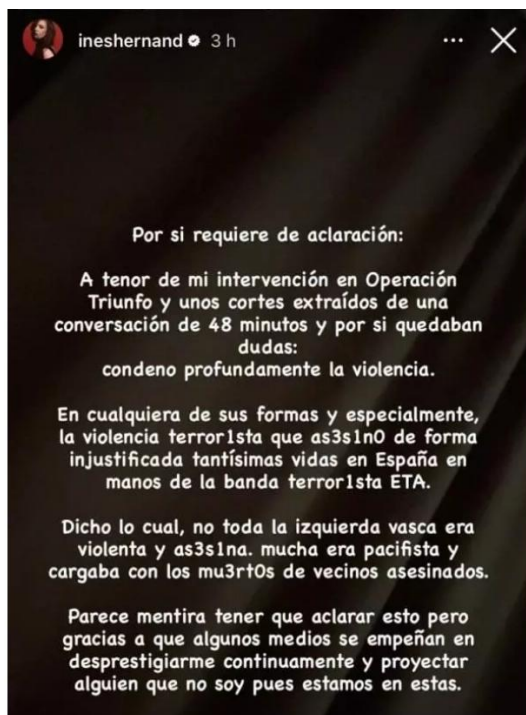 ineshernand 3 h
Por si requiere de aclaración:
A tenor de mi intervención en Operación
Triunfo y unos cortes extraídos de una
conversación de 48 minutos y por si quedaban
dudas:
condeno profundamente la violencia.
En cualquiera de sus formas y especialmente,
la violencia terror1sta que as3s1n0 de forma
injustificada tantísimas vidas en España en
manos de la banda terror1sta ETA.
Dicho lo cual, no toda la izquierda vasca era
violenta y as3s1na. mucha era pacifista y
cargaba con los mu3rt0s de vecinos asesinados.
Parece mentira tener que aclarar esto pero
gracias a que algunos medios se empeñan en
desprestigiarme continuamente y proyectar
alguien que no soy pues estamos en estas.